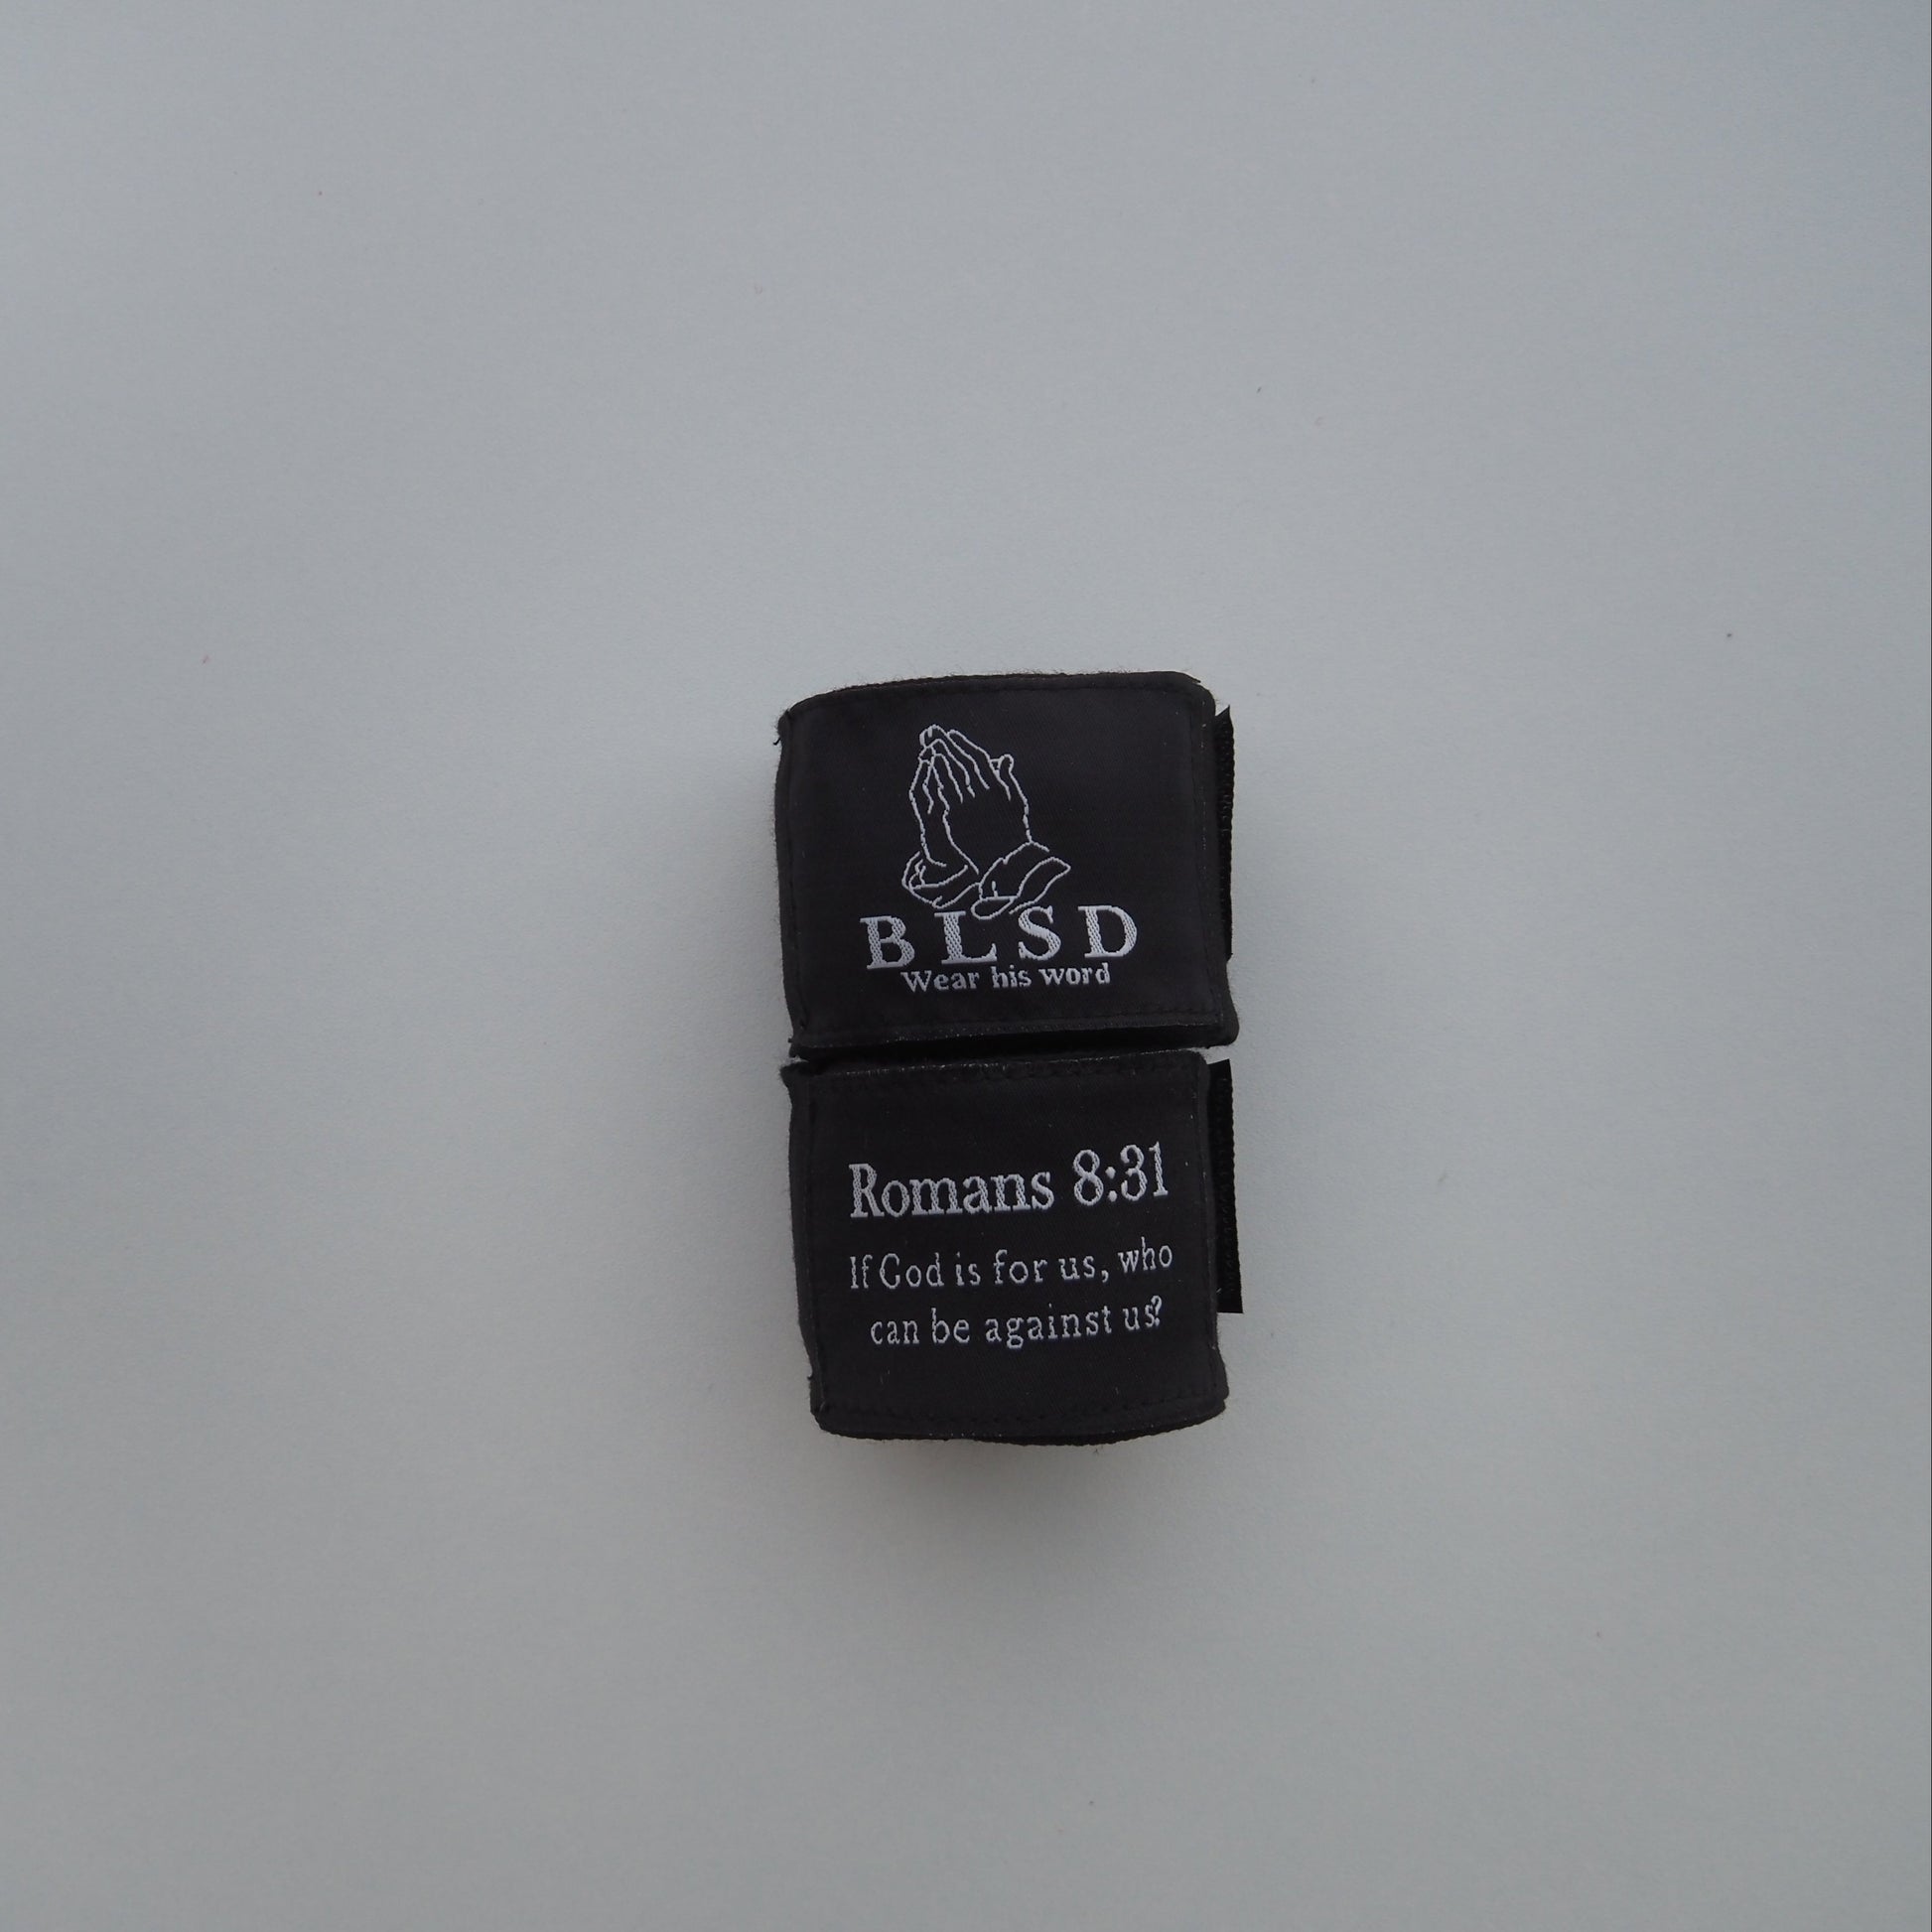 BLSD
Wear his word
Romans 8:31
If God is for us, who
can be against us?